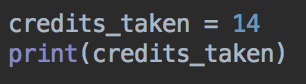 credits_taken = 14
print(credits_taken)